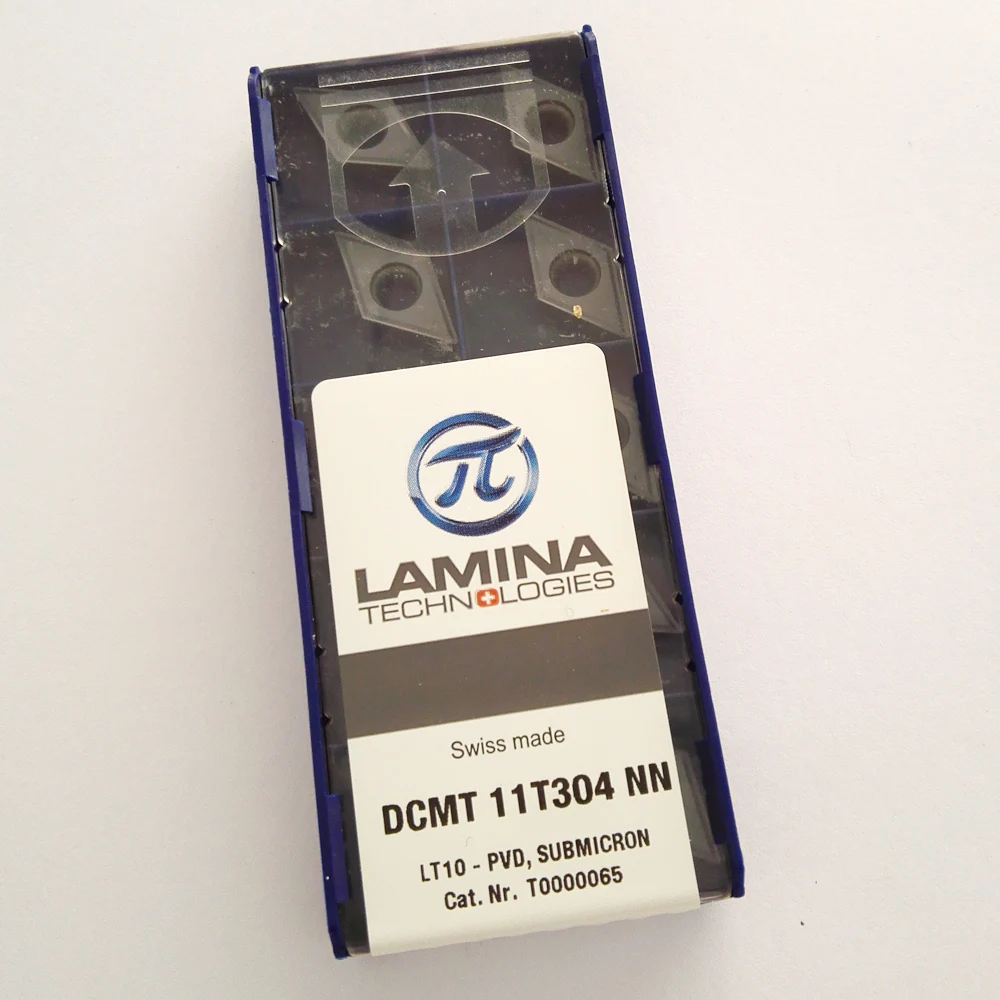 π
LAMINA
TECHNOLOGIES
Swiss made
DCMT 11T304 NN
LT10 - PVD, SUBMICRON
Cat. Nr. T0000065